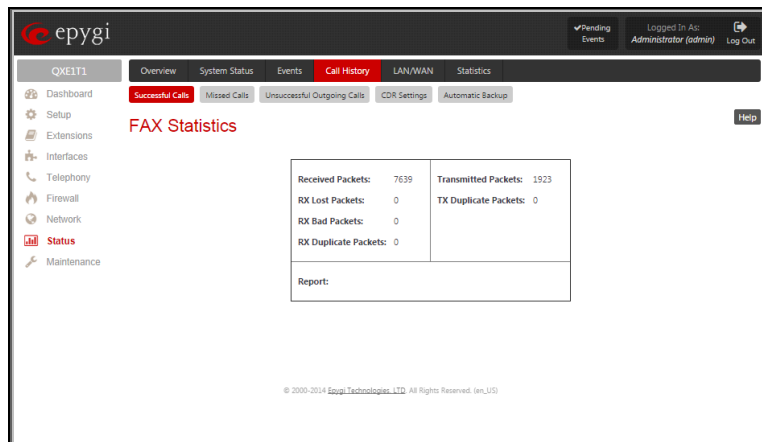 epygi
✔Pending Events
Logged In As:
Administrator (admin)
Log Out
QXE1T1
Overview System Status Events Call History LAN/WAN Statistics
Dashboard
Setup
Extensions
Interfaces
Telephony
Firewall
Network
Status
Maintenance
Successful Calls Missed Calls Unsuccessful Outgoing Calls CDR Settings Automatic Backup
Help
FAX Statistics
Received Packets: 7639 Transmitted Packets: 1923
RX Lost Packets: 0 TX Duplicate Packets: 0
RX Bad Packets: 0
RX Duplicate Packets: 0
Report:
© 2000-2014 Epygi Technologies, LTD. All Rights Reserved. (en_US)